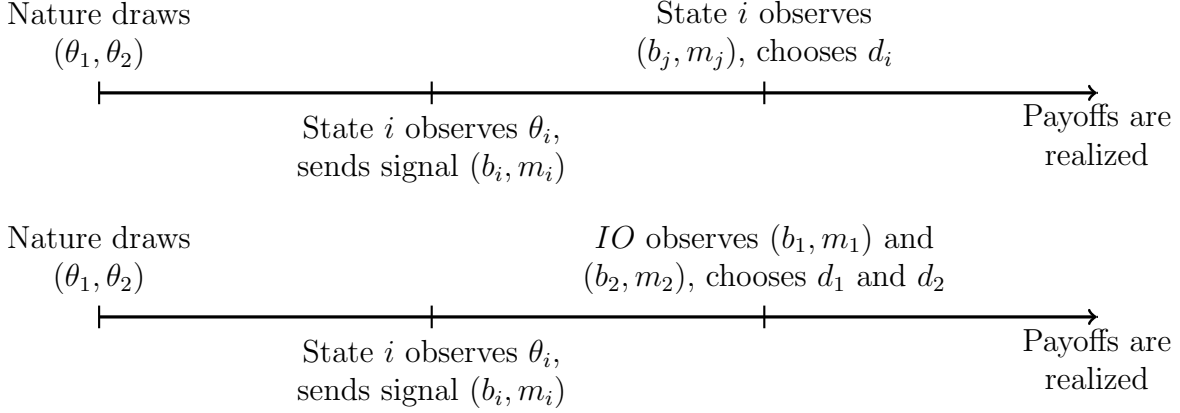 Nature draws
(θ₁, θ₂)
State i observes
(bⱼ, mⱼ), chooses dᵢ
State i observes θᵢ,
sends signal (bᵢ, mᵢ)
Payoffs are
realized
Nature draws
(θ₁, θ₂)
IO observes (b₁, m₁) and
(b₂, m₂), chooses d₁ and d₂
State i observes θᵢ,
sends signal (bᵢ, mᵢ)
Payoffs are
realized